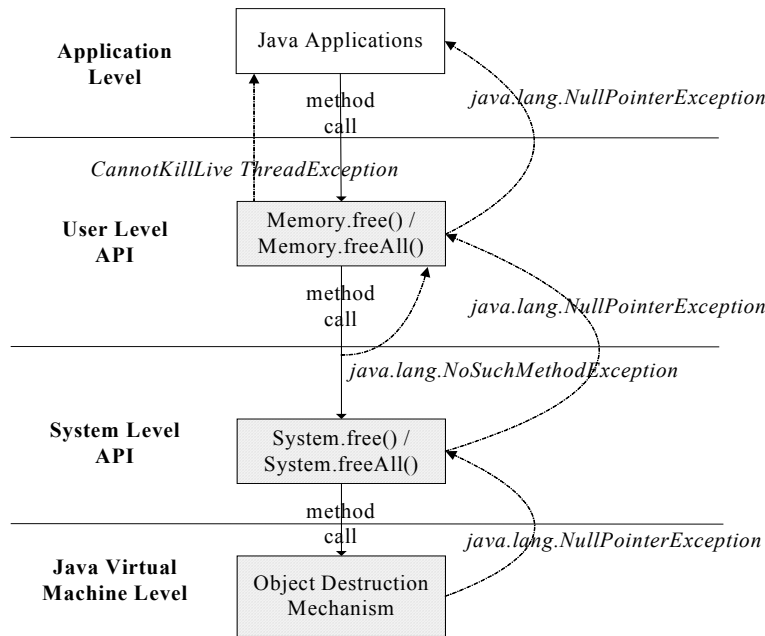 Java Applications
Application
Level
method
call
java.lang.NullPointerException
CannotKillLive ThreadException
User Level
API
Memory.free() /
Memory.freeAll()
method
call
java.lang.NullPointerException
java.lang.NoSuchMethodException
System Level
API
System.free() /
System.freeAll()
method
call
java.lang.NullPointerException
Java Virtual
Machine Level
Object Destruction
Mechanism